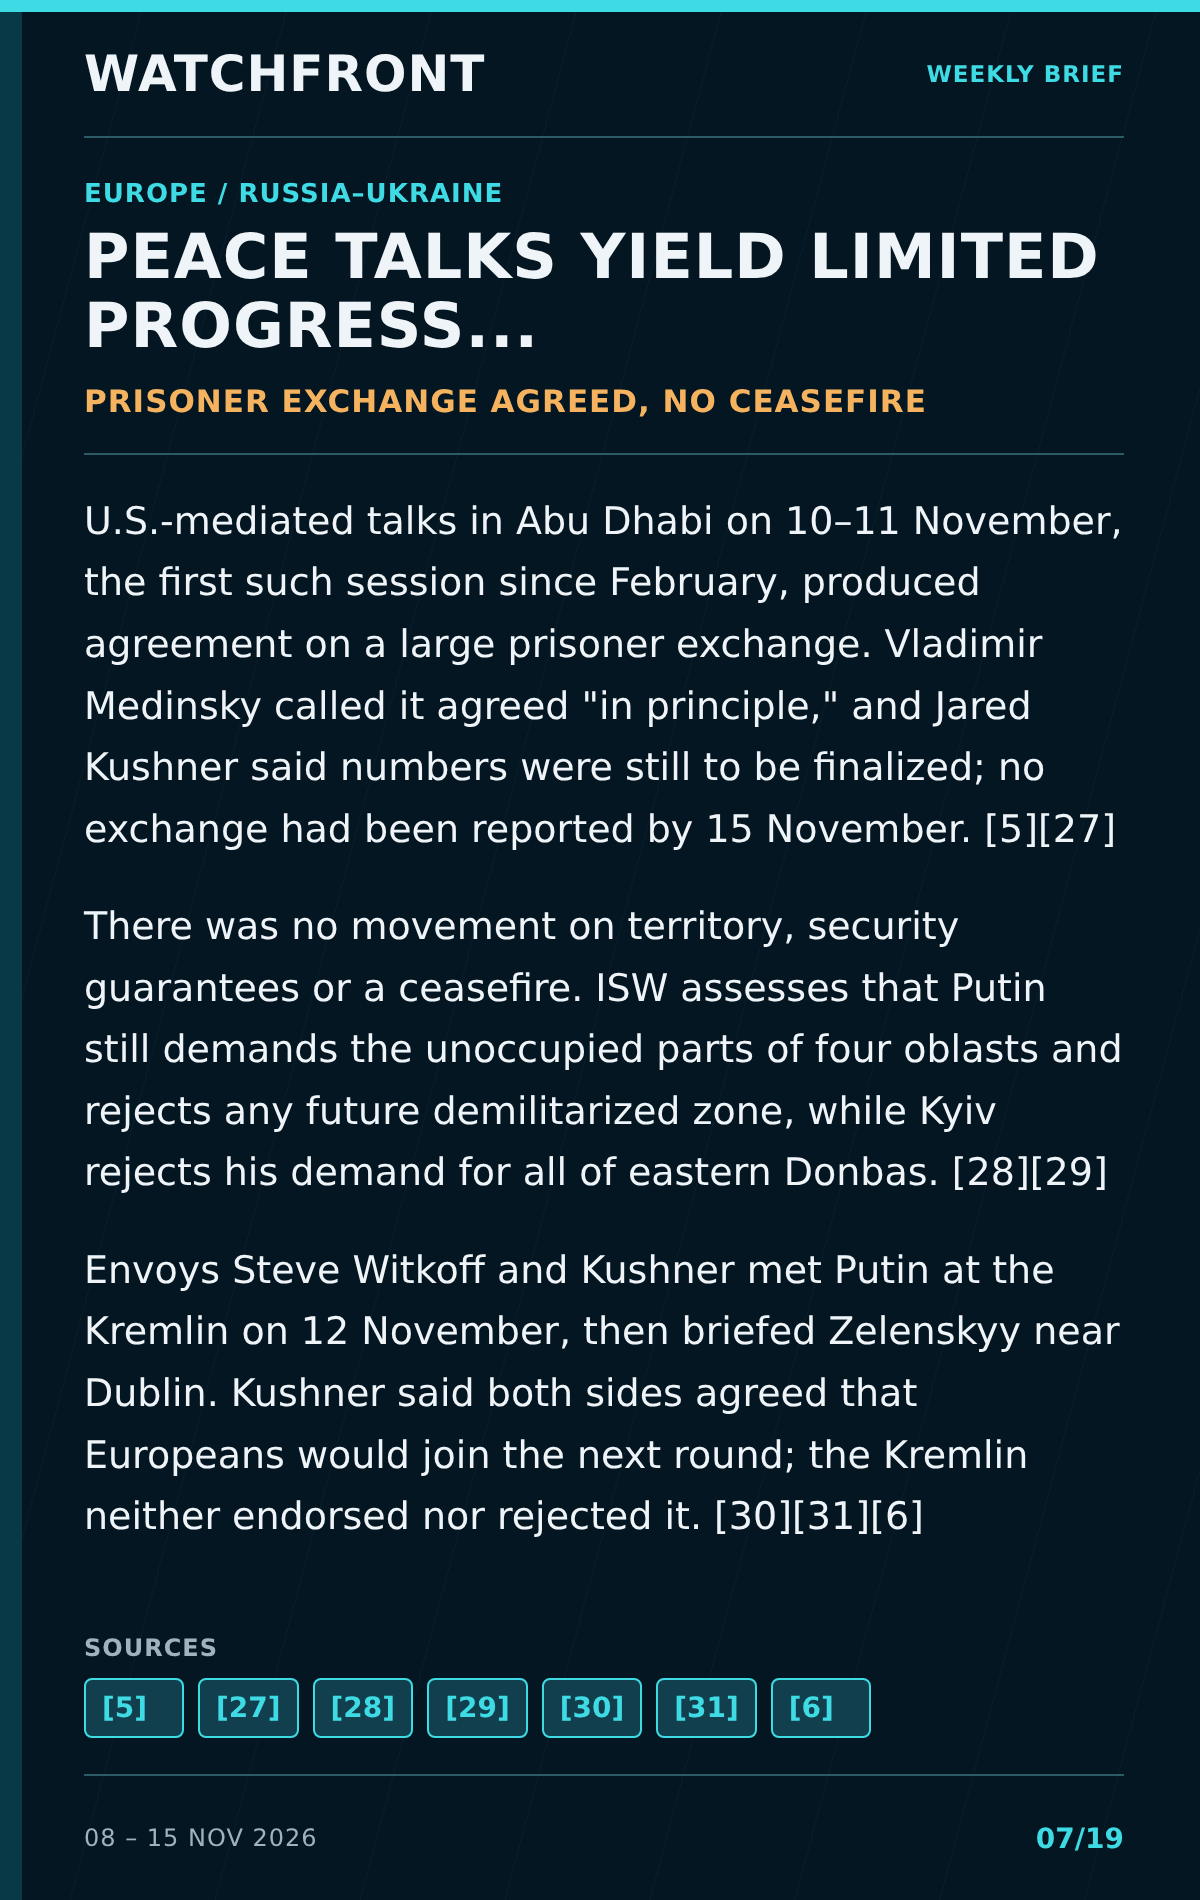 WATCHFRONT
WEEKLY BRIEF
EUROPE / RUSSIA–UKRAINE
PEACE TALKS YIELD LIMITED
PROGRESS...
PRISONER EXCHANGE AGREED, NO CEASEFIRE
U.S.-mediated talks in Abu Dhabi on 10–11 November,
the first such session since February, produced
agreement on a large prisoner exchange. Vladimir
Medinsky called it agreed "in principle," and Jared
Kushner said numbers were still to be finalized; no
exchange had been reported by 15 November. [5][27]
There was no movement on territory, security
guarantees or a ceasefire. ISW assesses that Putin
still demands the unoccupied parts of four oblasts and
rejects any future demilitarized zone, while Kyiv
rejects his demand for all of eastern Donbas. [28][29]
Envoys Steve Witkoff and Kushner met Putin at the
Kremlin on 12 November, then briefed Zelenskyy near
Dublin. Kushner said both sides agreed that
Europeans would join the next round; the Kremlin
neither endorsed nor rejected it. [30][31][6]
SOURCES
[5] [27] [28] [29] [30] [31] [6]
08 – 15 NOV 2026
07/19